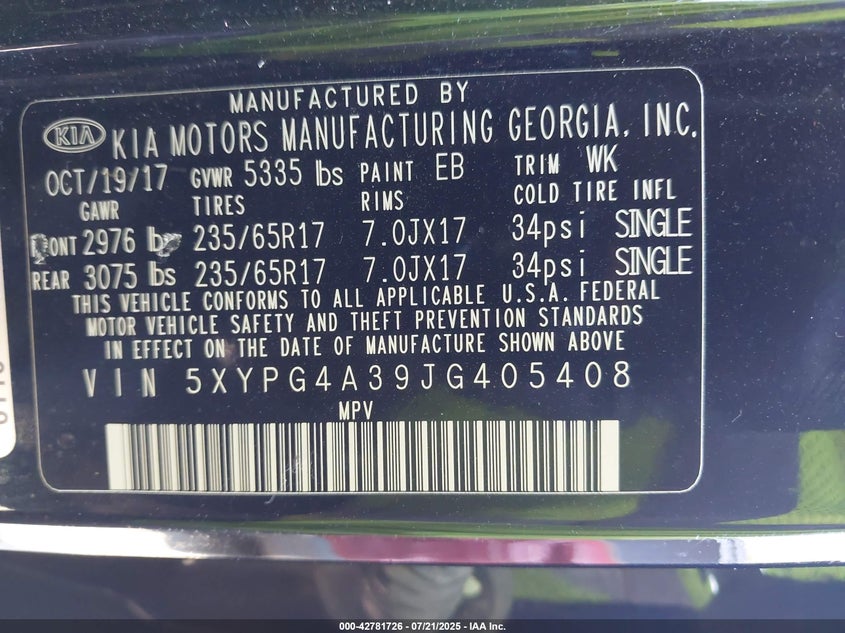 MANUFACTURED BY
KIA KIA MOTORS MANUFACTURING GEORGIA, INC.
OCT/19/17 GVWR 5335 lbs PAINT EB TRIM WK
GAWR TIRES RIMS COLD TIRE INFL
2976 235/65R17 7.0JX17 34psi SINGLE
REAR 3075 lbs 235/65R17 7.0JX17 34psi SINGLE
THIS VEHICLE CONFORMS TO ALL APPLICABLE U.S.A. FEDERAL
MOTOR VEHICLE SAFETY AND THEFT PREVENTION STANDARDS
IN EFFECT ON THE DATE OF MANUFACTURE SHOWN ABOVE
VIN 5XYPG4A39JG405408
MPV
000-42781726 - 07/21/2025 - IAA Inc.